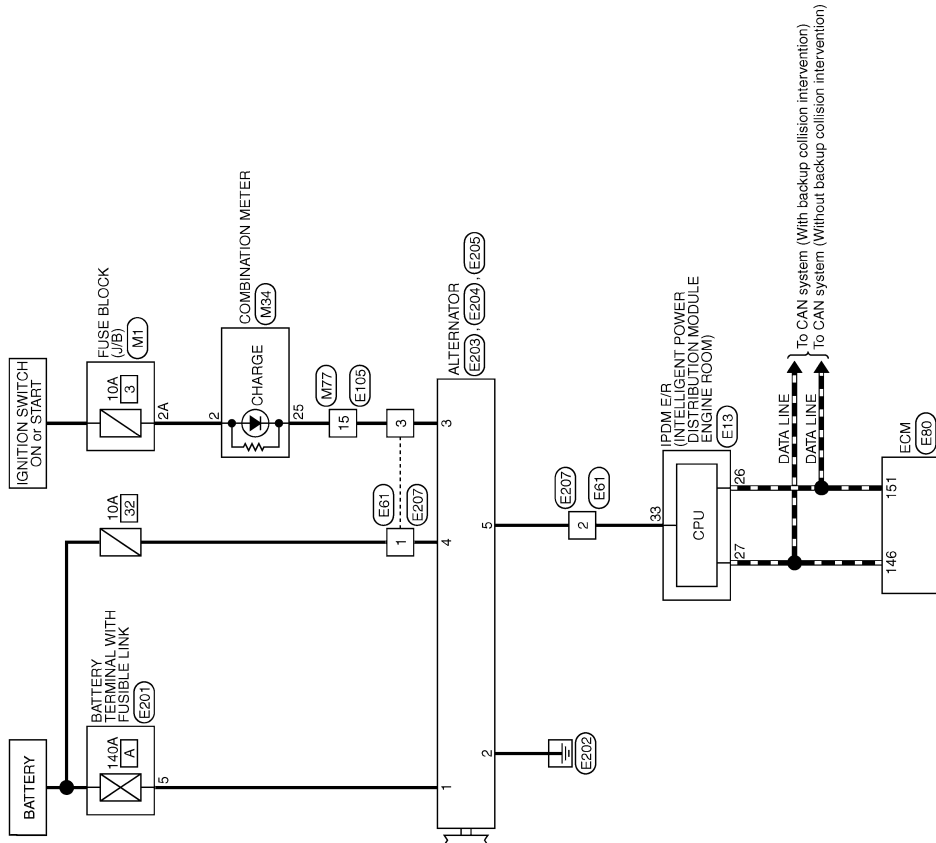 IGNITION SWITCH
ON or START
BATTERY
FUSE BLOCK
(J/B)
M1
10A
3
2A
10A
32
BATTERY
TERMINAL WITH
FUSIBLE LINK
E201
140A
A
5
COMBINATION METER
M34
2
CHARGE
25
M77
15
E105
E61
1
E207
3
ALTERNATOR
E203 , E204 , E205
1
4
3
2
5
E202
E207
2
E61
IPDM E/R
(INTELLIGENT POWER
DISTRIBUTION MODULE
ENGINE ROOM)
E13
33
CPU
27
26
DATA LINE
DATA LINE
To CAN system (With backup collision intervention)
To CAN system (Without backup collision intervention)
ECM
E80
146
151